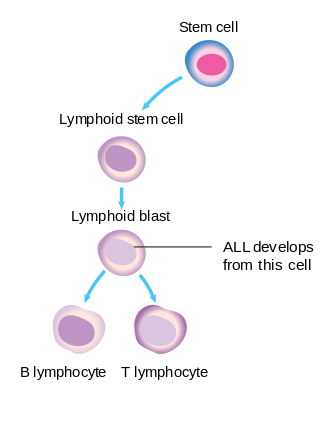 Stem cell
Lymphoid stem cell
Lymphoid blast
ALL develops
from this cell
B lymphocyte
T lymphocyte